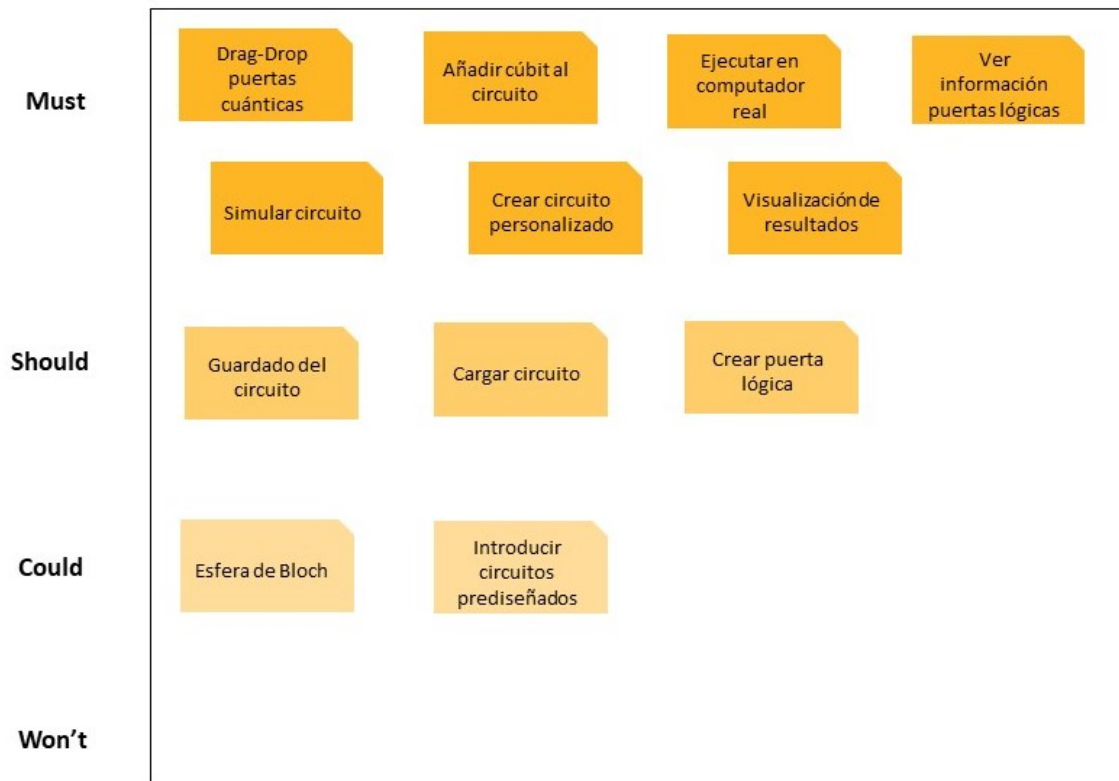 Must
Drag-Drop
puertas
cuánticas
Añadir cúbit al
circuito
Ejecutar en
computador
real
Ver
información
puertas lógicas
Simular circuito
Crear circuito
personalizado
Visualización de
resultados
Should
Guardado del
circuito
Cargar circuito
Crear puerta
lógica
Could
Esfera de Bloch
Introducir
circuitos
prediseñados
Won't